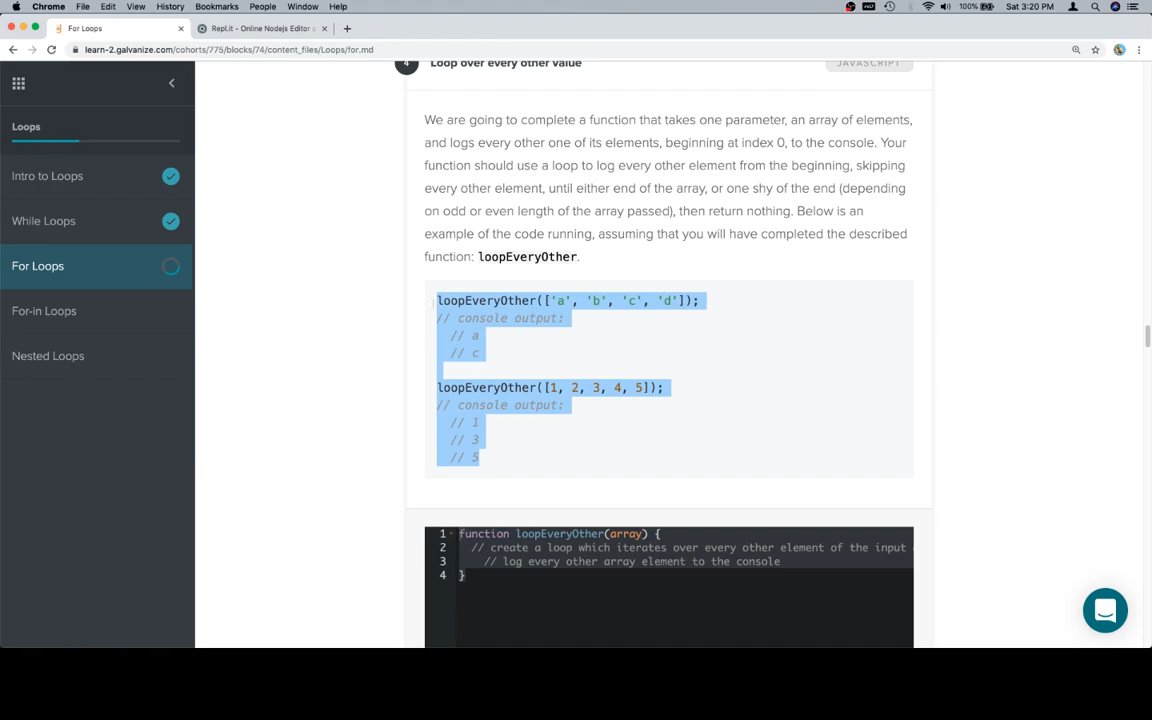 Chrome File Edit View History Bookmarks People Window Help 100% Sat 3:20 PM
For Loops × Repl.it - Online Nodejs Editor a × +
learn-2.galvanize.com/cohorts/775/blocks/74/content_files/Loops/for.md
Loops
Intro to Loops
While Loops
For Loops
For-in Loops
Nested Loops
4 Loop over every other value JAVASCRIPT
We are going to complete a function that takes one parameter, an array of elements,
and logs every other one of its elements, beginning at index 0, to the console. Your
function should use a loop to log every other element from the beginning, skipping
every other element, until either end of the array, or one shy of the end (depending
on odd or even length of the array passed), then return nothing. Below is an
example of the code running, assuming that you will have completed the described
function: loopEveryOther.
loopEveryOther(['a', 'b', 'c', 'd']);
// console output:
// a
// c
loopEveryOther([1, 2, 3, 4, 5]);
// console output:
// 1
// 3
// 5
1 function loopEveryOther(array) {
2 // create a loop which iterates over every other element of the input
3 // log every other array element to the console
4 }